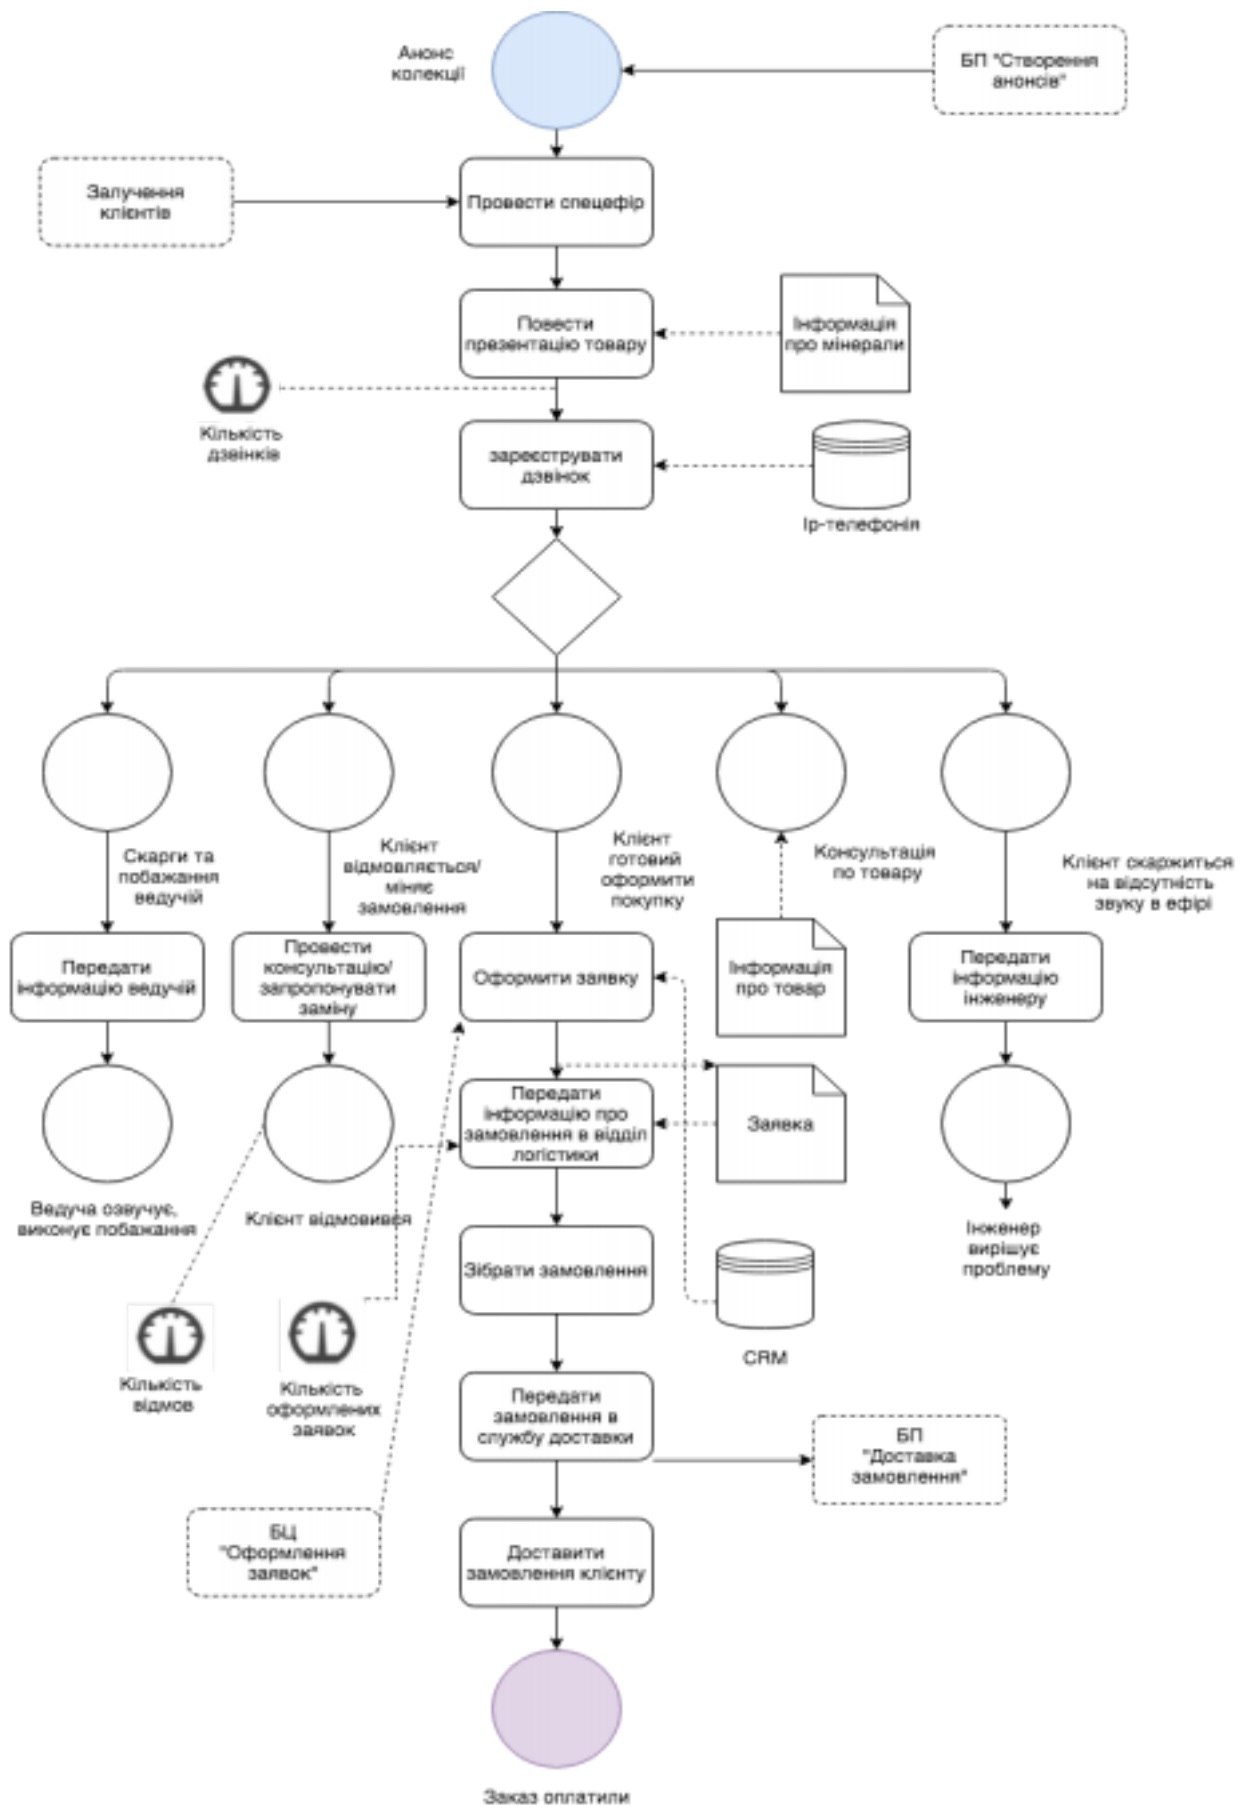 Анонс
колекції
БП "Створення
анонсів"
Залучення
клієнтів
Провести спецефір
Повести
презентацію товару
Інформація
про мінерали
Кількість
дзвінків
зареєструвати
дзвінок
Ір-телефонія
Скарги та
побажання
ведучій
Клієнт
відмовляється/
міняє
замовлення
Клієнт
готовий
оформити
покупку
Консультація
по товару
Клієнт скаржиться
на відсутність
звуку в ефірі
Передати
інформацію ведучій
Провести
консультацію/
запропонувати
заміну
Оформити заявку
Інформація
про товар
Передати
інформацію
інженеру
Передати
інформацію про
замовлення в відділ
логістики
Заявка
Ведуча озвучує,
виконує побажання
Клієнт відмовився
Інженер
вирішує
проблему
Зібрати замовлення
CRM
Кількість
відмов
Кількість
оформлених
заявок
Передати
замовлення в
службу доставки
БП
"Доставка
замовлення"
БЦ
"Оформлення
заявок"
Доставити
замовлення клієнту
Заказ оплатили